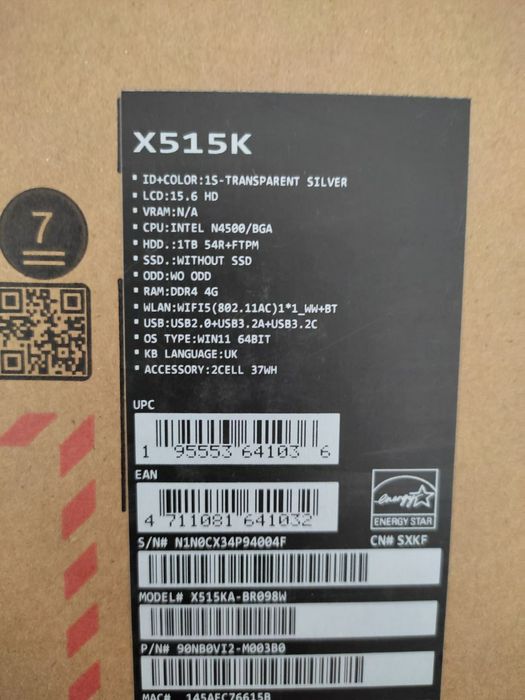 X515K
▪ ID+COLOR:1S-TRANSPARENT SILVER
▪ LCD:15.6 HD
▪ VRAM:N/A
▪ CPU:INTEL N4500/BGA
▪ HDD.:1TB 54R+FTPM
▪ SSD.:WITHOUT SSD
▪ ODD:WO ODD
▪ RAM:DDR4 4G
▪ WLAN:WIFI5(802.11AC)1*1_WW+BT
▪ USB:USB2.0+USB3.2A+USB3.2C
▪ OS TYPE:WIN11 64BIT
▪ KB LANGUAGE:UK
▪ ACCESSORY:2CELL 37WH
7
UPC
1 95553 64103 6
EAN
4 711081 641032
energy
ENERGY STAR
S/N# N1N0CX34P94004F CN# SXKF
MODEL# X515KA-BR098W
P/N# 90NB0VI2-M003B0
MAC# 145AFC76615B